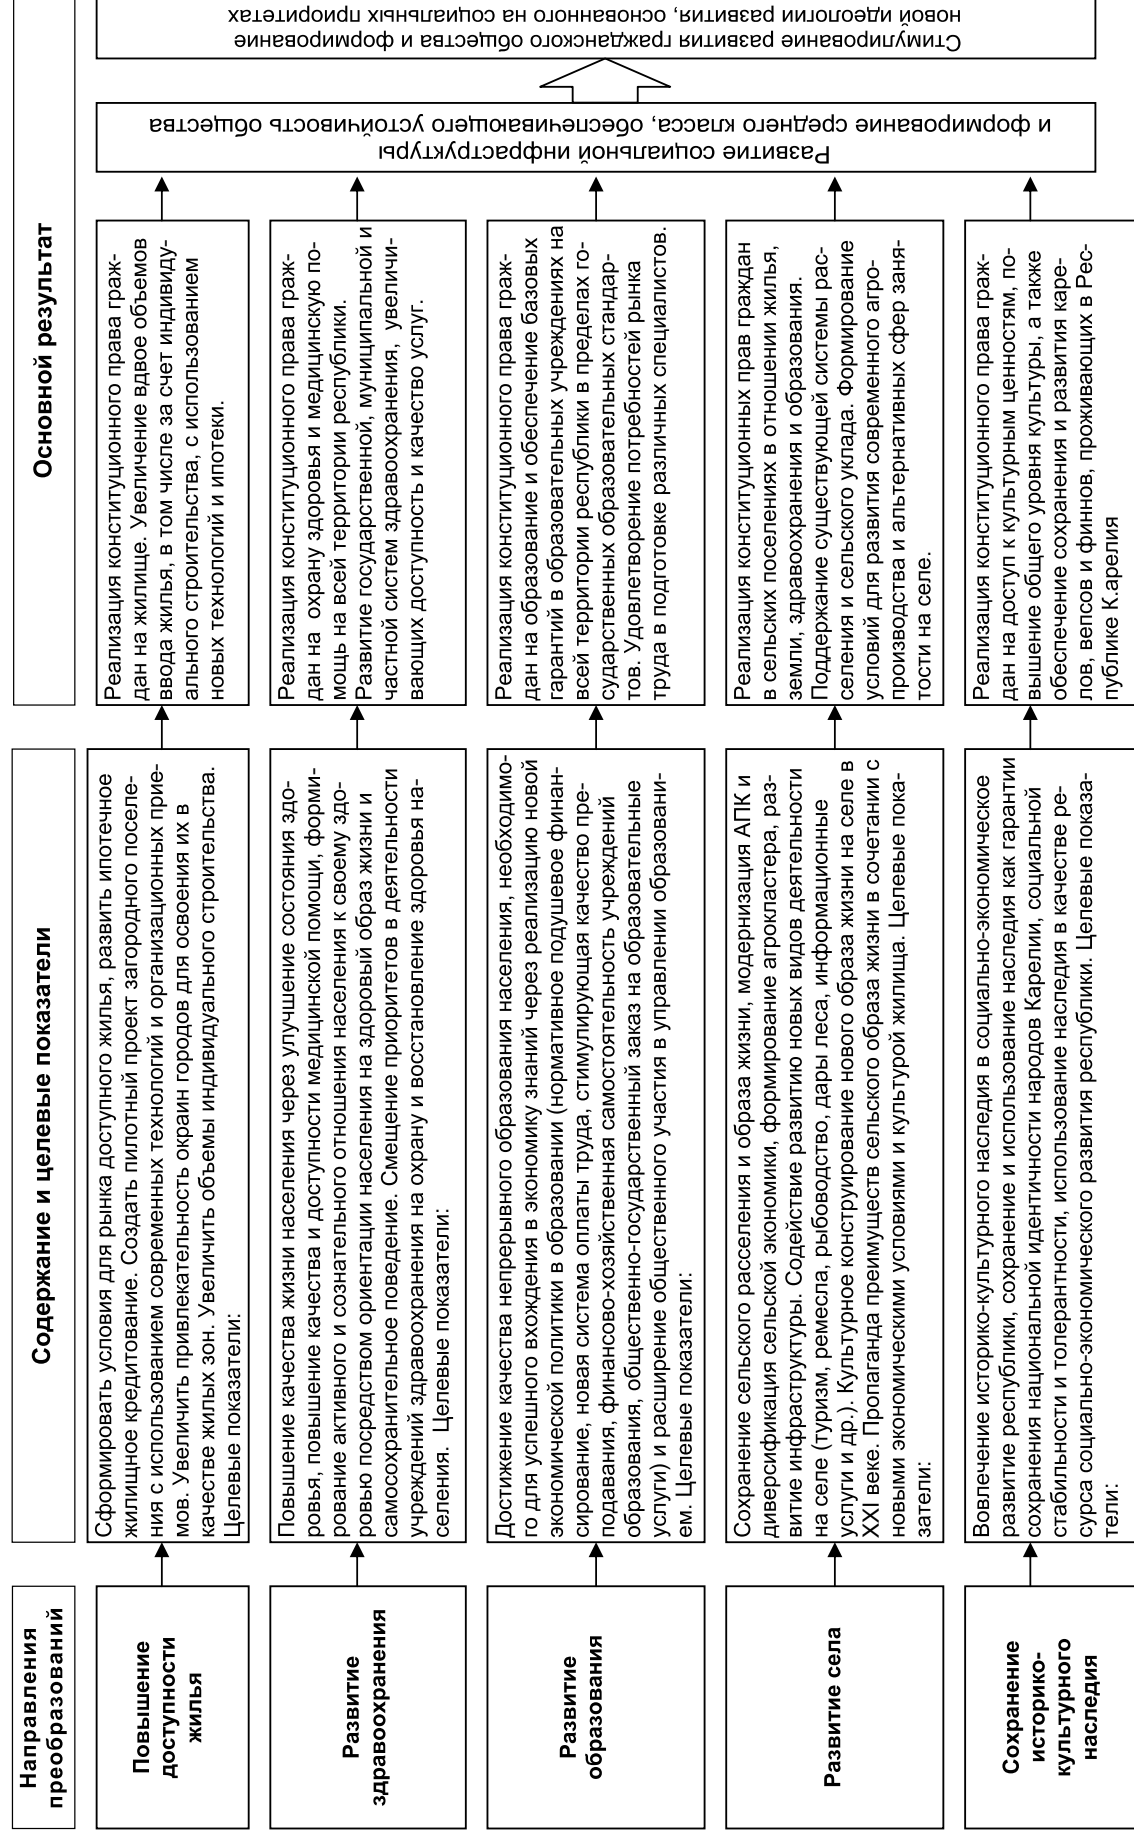 Направления
преобразований
Содержание и целевые показатели
Основной результат
Повышение
доступности
жилья
Сформировать условия для рынка доступного жилья, развить ипотечное
жилищное кредитование. Создать пилотный проект загородного поселе-
ния с использованием современных технологий и организационных прие-
мов. Увеличить привлекательность окраин городов для освоения их в
качестве жилых зон. Увеличить объемы индивидуального строительства.
Целевые показатели:
Реализация конституционного права граж-
дан на жилище. Увеличение вдвое объемов
ввода жилья, в том числе за счет индивиду-
ального строительства, с использованием
новых технологий и ипотеки.
Развитие
здравоохранения
Повышение качества жизни населения через улучшение состояния здо-
ровья, повышение качества и доступности медицинской помощи, форми-
рование активного и сознательного отношения населения к своему здо-
ровью посредством ориентации населения на здоровый образ жизни и
самосохранительное поведение. Смещение приоритетов в деятельности
учреждений здравоохранения на охрану и восстановление здоровья на-
селения.  Целевые показатели:
Реализация конституционного права граж-
дан на  охрану здоровья и медицинскую по-
мощь на всей территории республики.
Развитие государственной, муниципальной и
частной систем здравоохранения, увеличи-
вающих доступность и качество услуг.
Развитие
образования
Достижение качества непрерывного образования населения, необходимо-
го для успешного вхождения в экономику знаний через реализацию новой
экономической политики в образовании (нормативное подушевое финан-
сирование, новая система оплаты труда, стимулирующая качество пре-
подавания, финансово-хозяйственная самостоятельность учреждений
образования, общественно-государственный заказ на образовательные
услуги) и расширение общественного участия в управлении образовани-
ем. Целевые показатели:
Реализация конституционного права граж-
дан на образование и обеспечение базовых
гарантий в образовательных учреждениях на
всей территории республики в пределах го-
сударственных образовательных стандар-
тов. Удовлетворение потребностей рынка
труда в подготовке различных специалистов.
Развитие села
Сохранение сельского расселения и образа жизни, модернизация АПК и
диверсификация сельской экономики, формирование агрокластера, раз-
витие инфраструктуры. Содействие развитию новых видов деятельности
на селе (туризм, ремесла, рыбоводство, дары леса, информационные
услуги и др.). Культурное конструирование нового образа жизни на селе в
XXI веке. Пропаганда преимуществ сельского образа жизни в сочетании с
новыми экономическими условиями и культурой жилища. Целевые пока-
затели:
Реализация конституционных прав граждан
в сельских поселениях в отношении жилья,
земли, здравоохранения и образования.
Поддержание существующей системы рас-
селения и сельского уклада. Формирование
условий для развития современного агро-
производства и альтернативных сфер заня-
тости на селе.
Сохранение
историко-
культурного
наследия
Вовлечение историко-культурного наследия в социально-экономическое
развитие республики, сохранение и использование наследия как гарантии
сохранения национальной идентичности народов Карелии, социальной
стабильности и толерантности, использование наследия в качестве ре-
сурса социально-экономического развития республики. Целевые показа-
тели:
Реализация конституционного права граж-
дан на доступ к культурным ценностям, по-
вышение общего уровня культуры, а также
обеспечение сохранения и развития каре-
лов, вепсов и финнов, проживающих в Рес-
публике К.арелия
Развитие социальной инфраструктуры
и формирование среднего класса, обеспечивающего устойчивость общества
Стимулирование развития гражданского общества и формирование
новой идеологии развития, основанного на социальных приоритетах